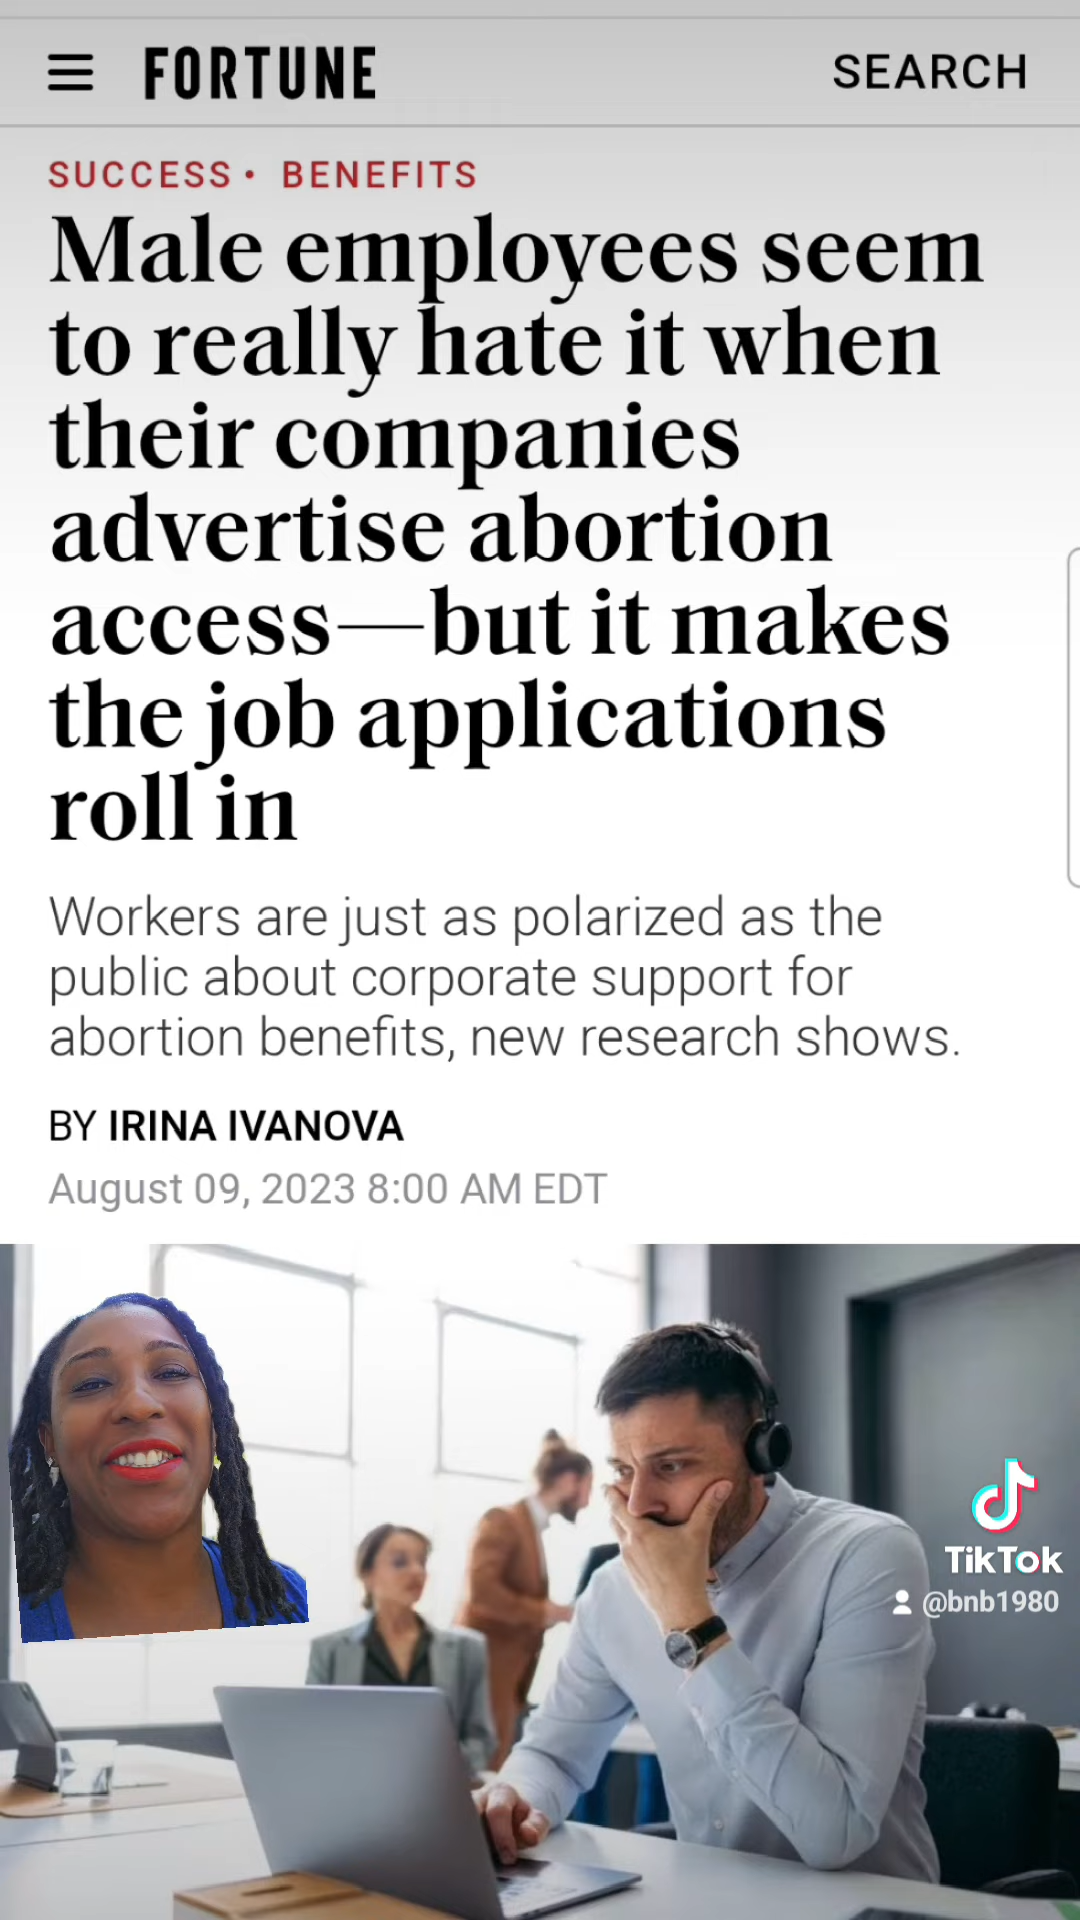 FORTUNE
SEARCH
SUCCESS • BENEFITS
Male employees seem
to really hate it when
their companies
advertise abortion
access—but it makes
the job applications
roll in
Workers are just as polarized as the
public about corporate support for
abortion benefits, new research shows.
BY IRINA IVANOVA
August 09, 2023 8:00 AM EDT
TikTok
@bnb1980